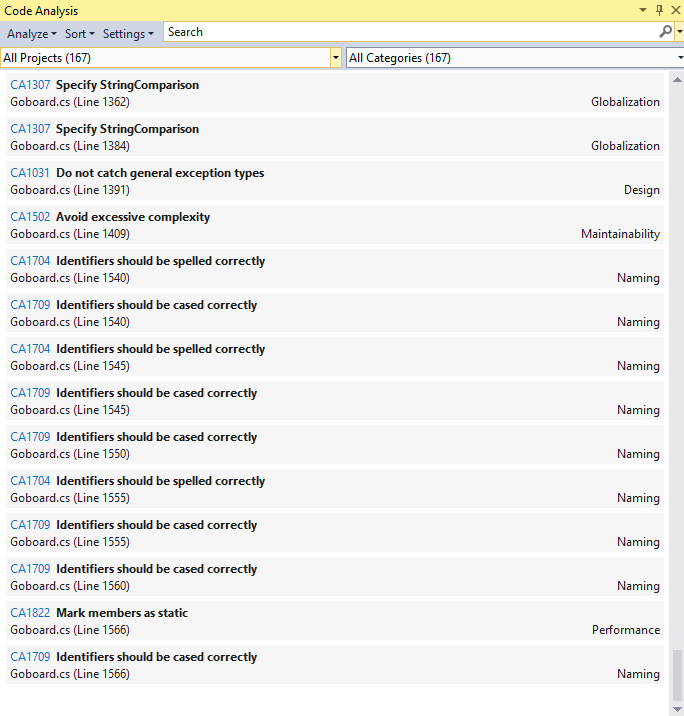 Code Analysis
Analyze Sort Settings Search
All Projects (167) All Categories (167)
CA1307 Specify StringComparison
Goboard.cs (Line 1362) Globalization
CA1307 Specify StringComparison
Goboard.cs (Line 1384) Globalization
CA1031 Do not catch general exception types
Goboard.cs (Line 1391) Design
CA1502 Avoid excessive complexity
Goboard.cs (Line 1409) Maintainability
CA1704 Identifiers should be spelled correctly
Goboard.cs (Line 1540) Naming
CA1709 Identifiers should be cased correctly
Goboard.cs (Line 1540) Naming
CA1704 Identifiers should be spelled correctly
Goboard.cs (Line 1545) Naming
CA1709 Identifiers should be cased correctly
Goboard.cs (Line 1545) Naming
CA1709 Identifiers should be cased correctly
Goboard.cs (Line 1550) Naming
CA1704 Identifiers should be spelled correctly
Goboard.cs (Line 1555) Naming
CA1709 Identifiers should be cased correctly
Goboard.cs (Line 1555) Naming
CA1709 Identifiers should be cased correctly
Goboard.cs (Line 1560) Naming
CA1822 Mark members as static
Goboard.cs (Line 1566) Performance
CA1709 Identifiers should be cased correctly
Goboard.cs (Line 1566) Naming